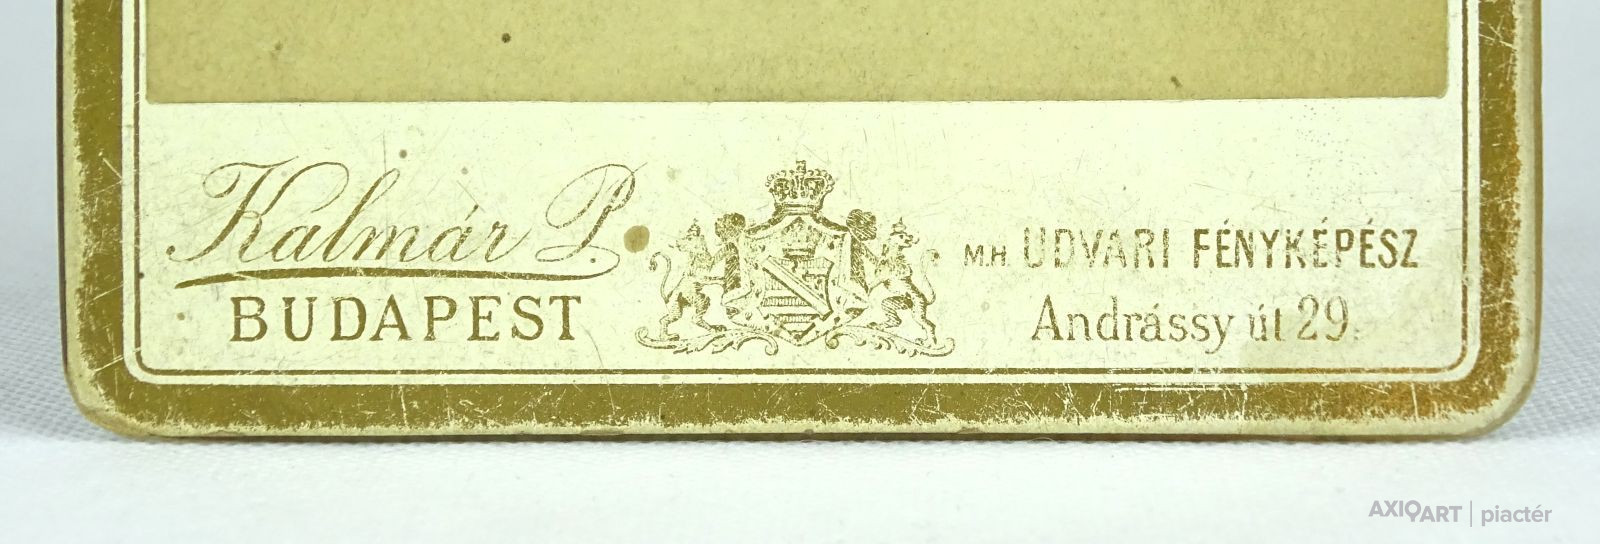 Kalmár P.
BUDAPEST
M.H. UDVARI FÉNYKÉPÉSZ
Andrássy út 29.
AXIOART | piactér